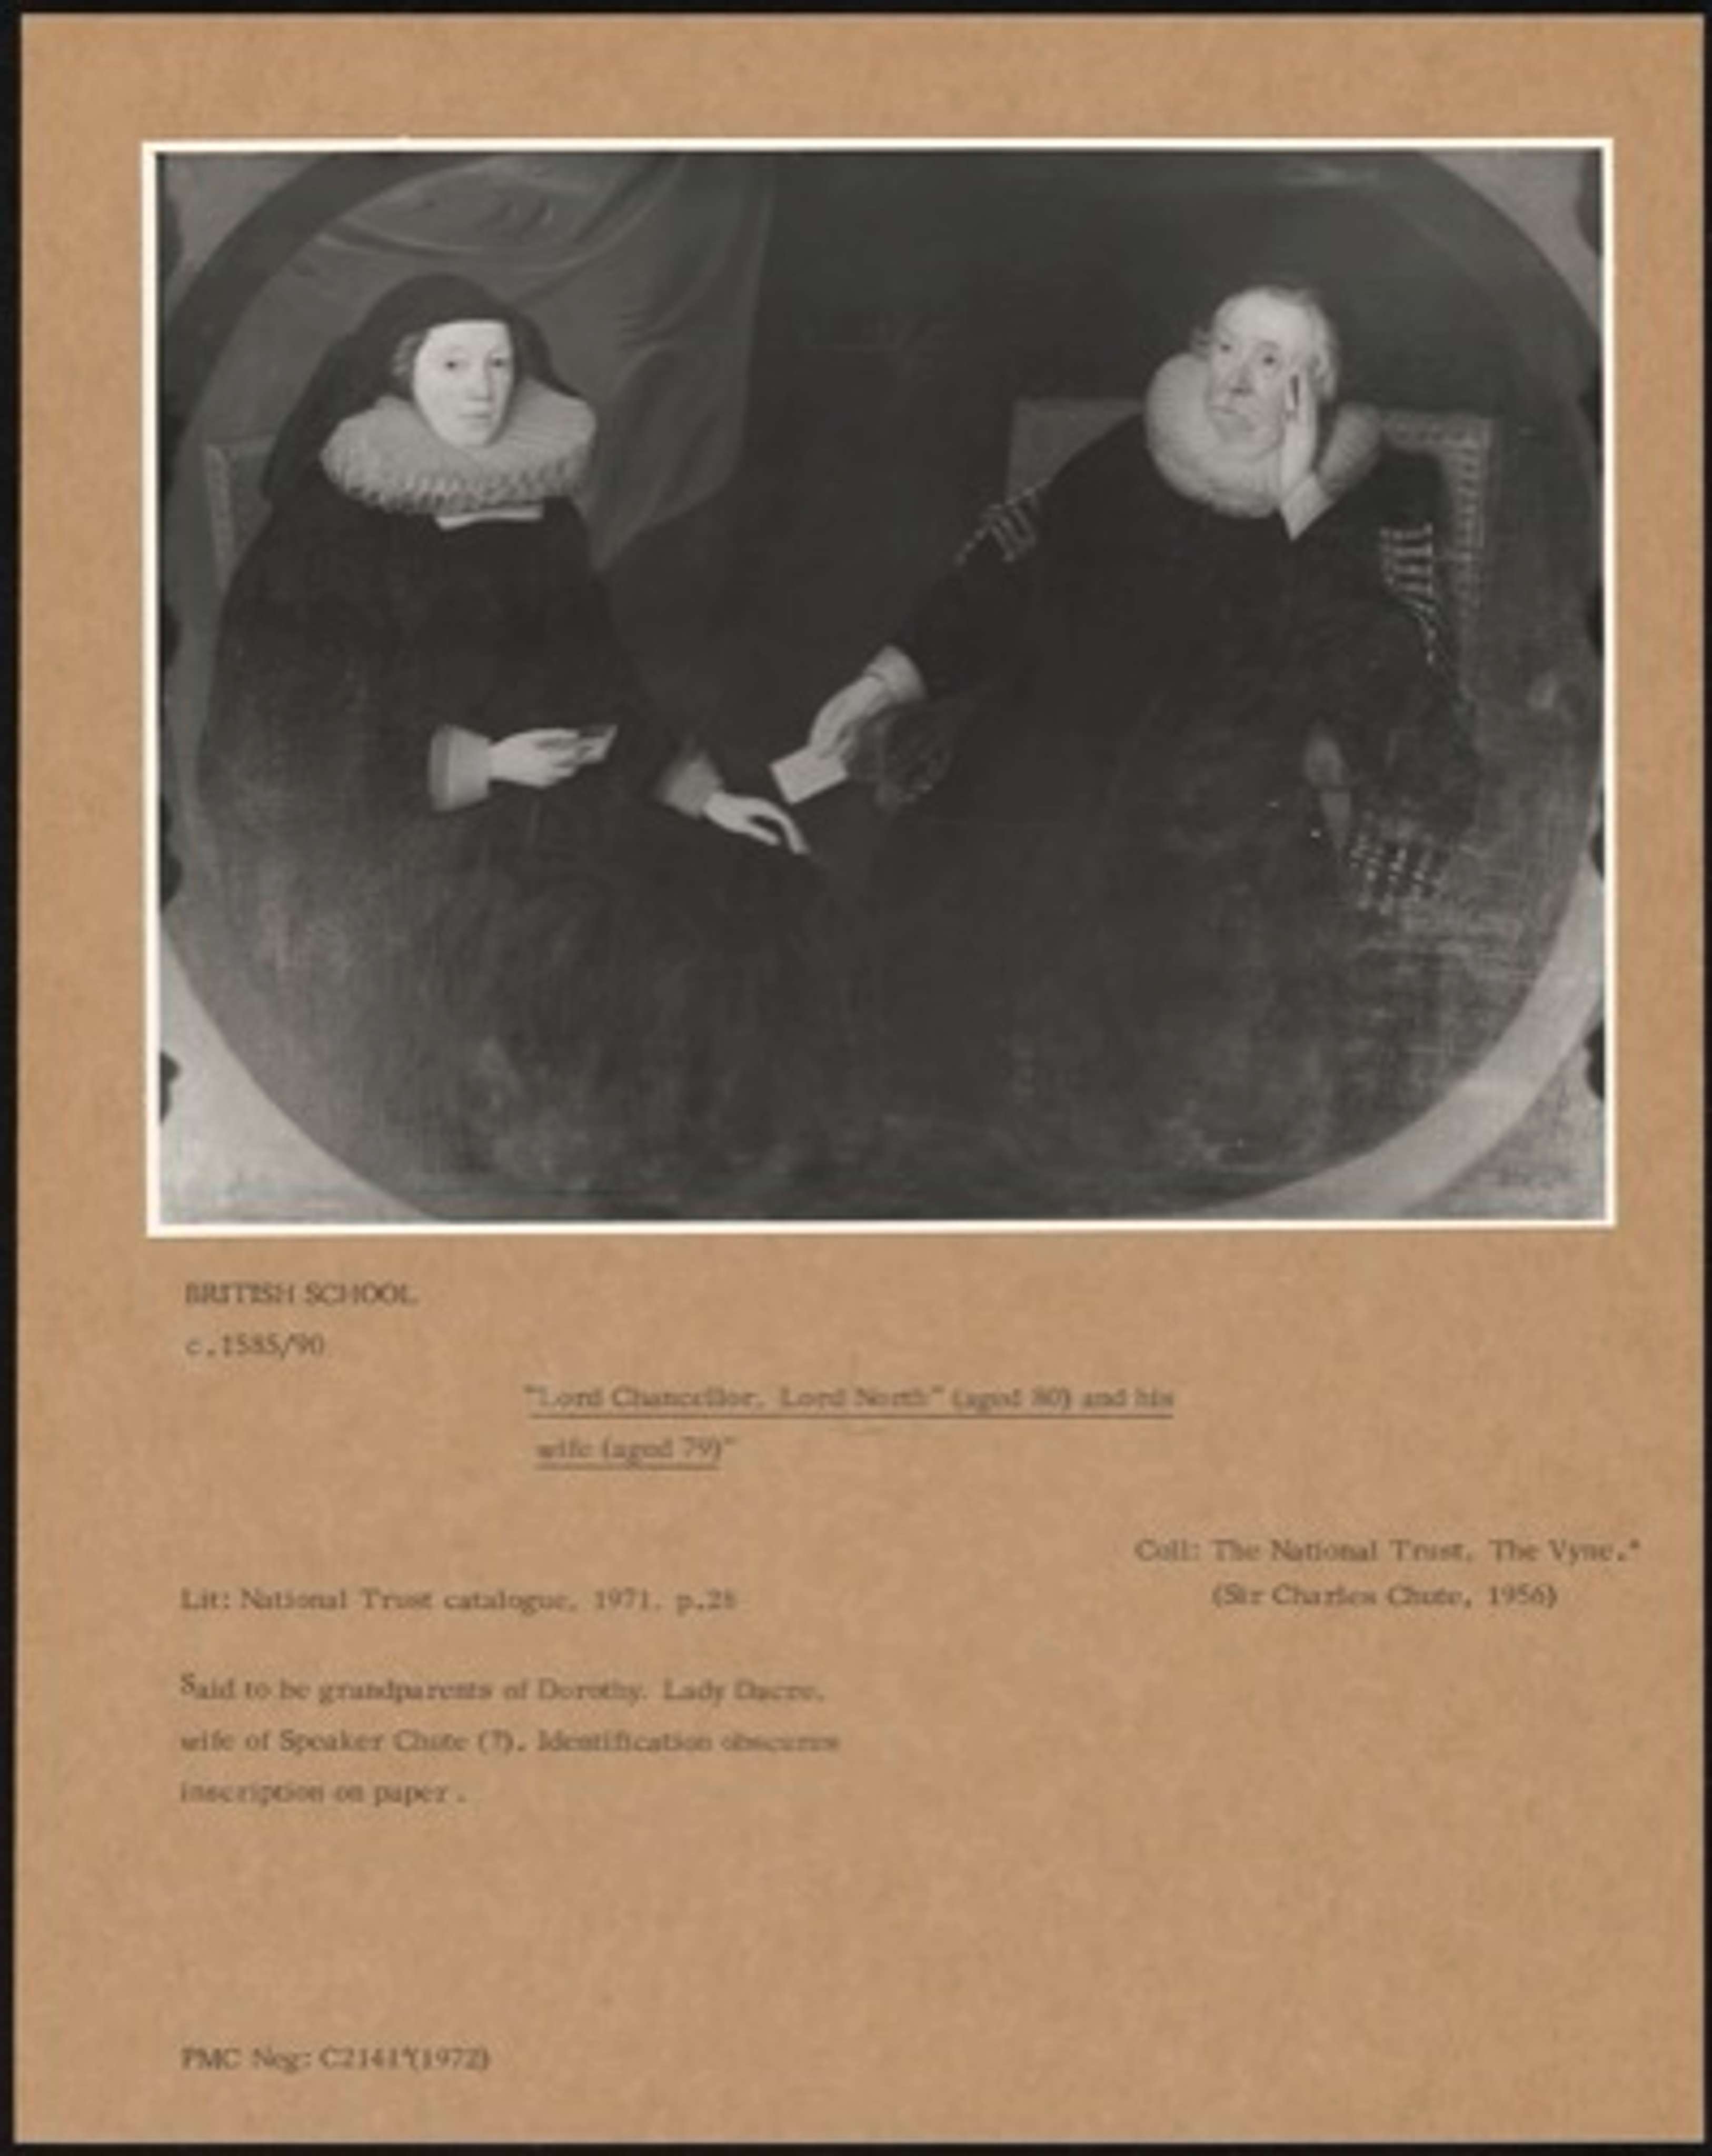 BRITISH SCHOOL
c.1585/90
"Lord Chancellor, Lord North" (aged 80) and his
wife (aged 79)"
Coll: The National Trust, The Vyne.*
(Sir Charles Chute, 1956)
Lit: National Trust catalogue, 1971. p.28
Said to be grandparents of Dorothy. Lady Dacre,
wife of Speaker Chute (?). Identification obscures
inscription on paper.
PMC Neg: C2141*(1972)